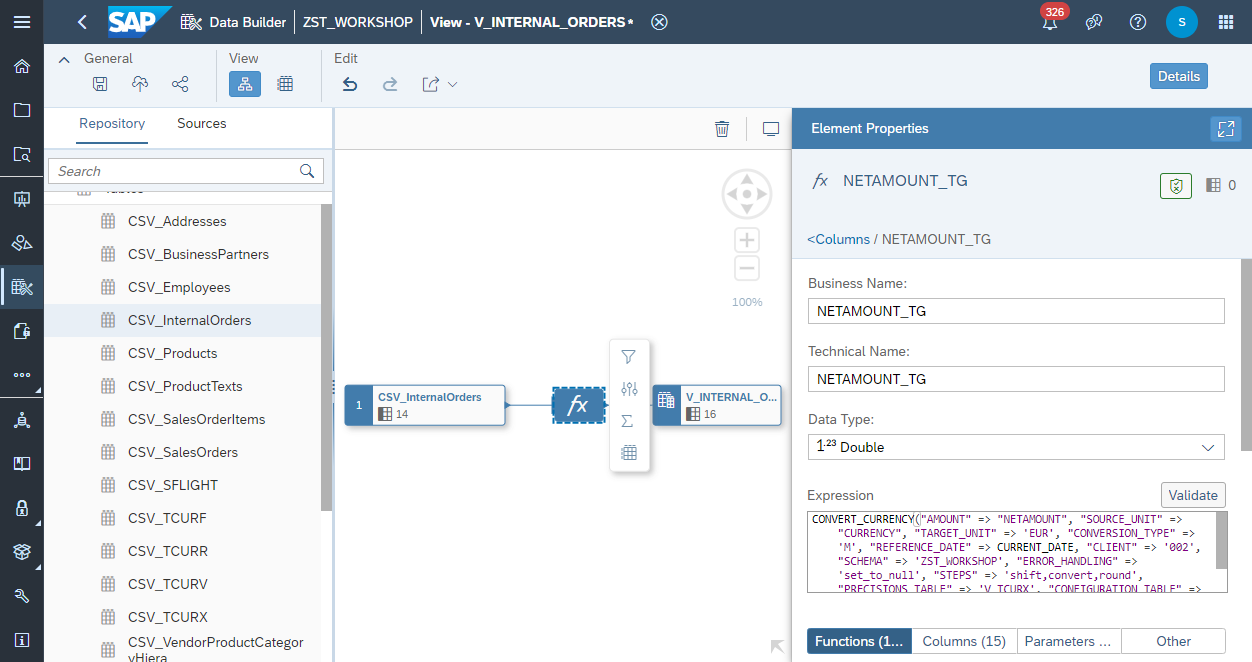 SAP Data Builder ZST_WORKSHOP View - V_INTERNAL_ORDERS* 326 S
General View Edit
Details
Repository Sources
Search
Tables
CSV_Addresses
CSV_BusinessPartners
CSV_Employees
CSV_InternalOrders
CSV_Products
CSV_ProductTexts
CSV_SalesOrderItems
CSV_SalesOrders
CSV_SFLIGHT
CSV_TCURF
CSV_TCURR
CSV_TCURV
CSV_TCURX
CSV_VendorProductCategor
yHiera
100%
1 CSV_InternalOrders
14
fx
V_INTERNAL_O...
16
Element Properties
fx NETAMOUNT_TG
0
<Columns / NETAMOUNT_TG
Business Name:
NETAMOUNT_TG
Technical Name:
NETAMOUNT_TG
Data Type:
1.23 Double
Expression Validate
CONVERT_CURRENCY("AMOUNT" => "NETAMOUNT", "SOURCE_UNIT" =>
"CURRENCY", "TARGET_UNIT" => 'EUR', "CONVERSION_TYPE" =>
'M', "REFERENCE_DATE" => CURRENT_DATE, "CLIENT" => '002',
"SCHEMA" => 'ZST_WORKSHOP', "ERROR_HANDLING" =>
'set_to_null', "STEPS" => 'shift,convert,round',
"PRECISIONS_TABLE" => 'V_TCURX', "CONFIGURATION_TABLE" =>
Functions (1... Columns (15) Parameters ... Other